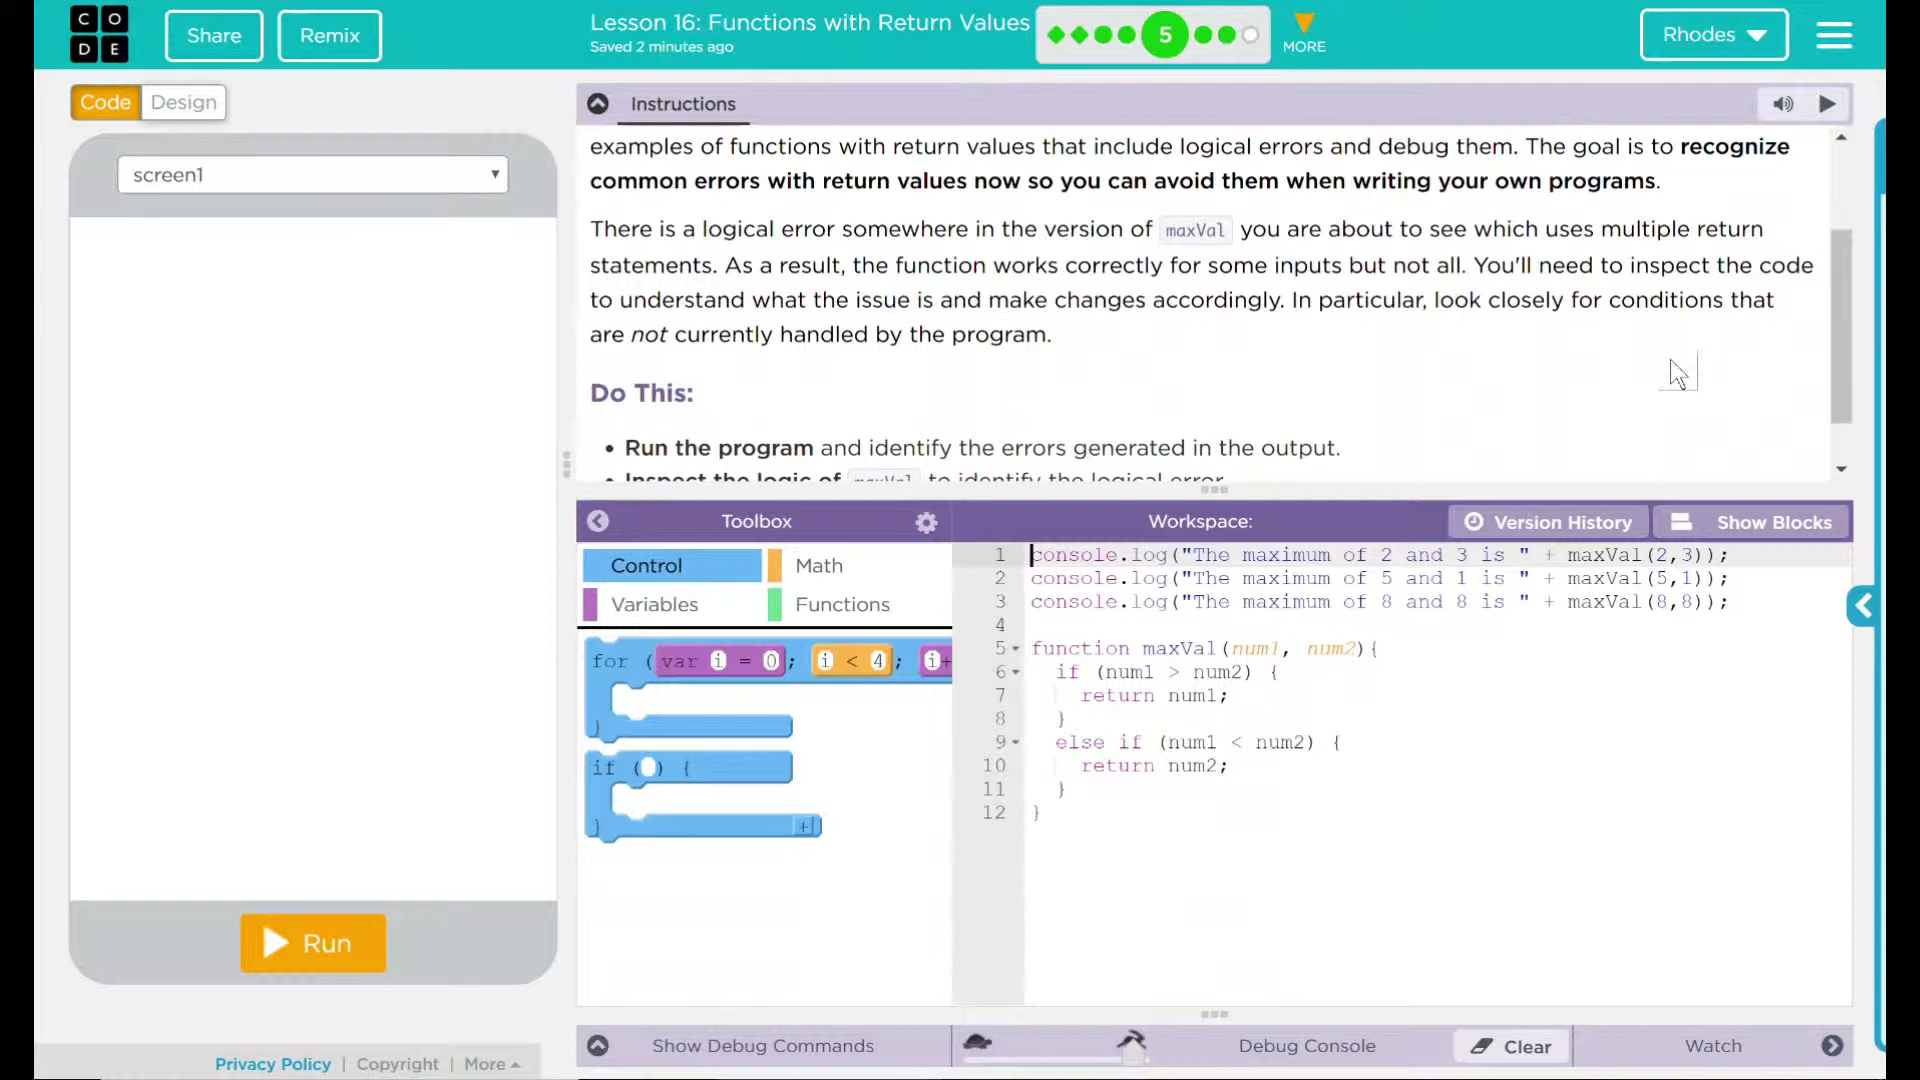 CODE
Share
Remix
Lesson 16: Functions with Return Values
Saved 2 minutes ago
5
MORE
Rhodes
Code
Design
screen1
Instructions
examples of functions with return values that include logical errors and debug them. The goal is to recognize
common errors with return values now so you can avoid them when writing your own programs.
There is a logical error somewhere in the version of maxVal you are about to see which uses multiple return
statements. As a result, the function works correctly for some inputs but not all. You'll need to inspect the code
to understand what the issue is and make changes accordingly. In particular, look closely for conditions that
are not currently handled by the program.
Do This:
• Run the program and identify the errors generated in the output.
• Inspect the logic of maxVal to identify the logical error
Toolbox
Workspace:
Version History
Show Blocks
Control
Math
Variables
Functions
for (var i = 0; i < 4; i+
}
if ( ) {
} +
1 console.log("The maximum of 2 and 3 is " + maxVal(2,3));
2 console.log("The maximum of 5 and 1 is " + maxVal(5,1));
3 console.log("The maximum of 8 and 8 is " + maxVal(8,8));
4
5 function maxVal(num1, num2){
6 if (num1 > num2) {
7 return num1;
8 }
9 else if (num1 < num2) {
10 return num2;
11 }
12 }
Run
Show Debug Commands
Debug Console
Clear
Watch
Privacy Policy | Copyright | More